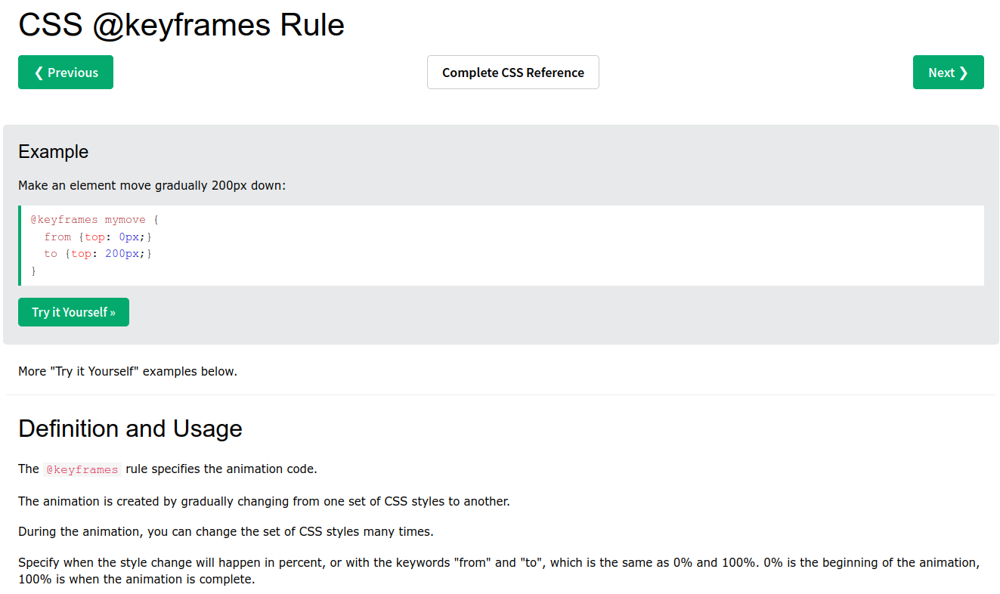 CSS @keyframes Rule
❮ Previous
Complete CSS Reference
Next ❯
Example
Make an element move gradually 200px down:
@keyframes mymove {
  from {top: 0px;}
  to {top: 200px;}
}
Try it Yourself »
More "Try it Yourself" examples below.
Definition and Usage
The @keyframes rule specifies the animation code.
The animation is created by gradually changing from one set of CSS styles to another.
During the animation, you can change the set of CSS styles many times.
Specify when the style change will happen in percent, or with the keywords "from" and "to", which is the same as 0% and 100%. 0% is the beginning of the animation,
100% is when the animation is complete.